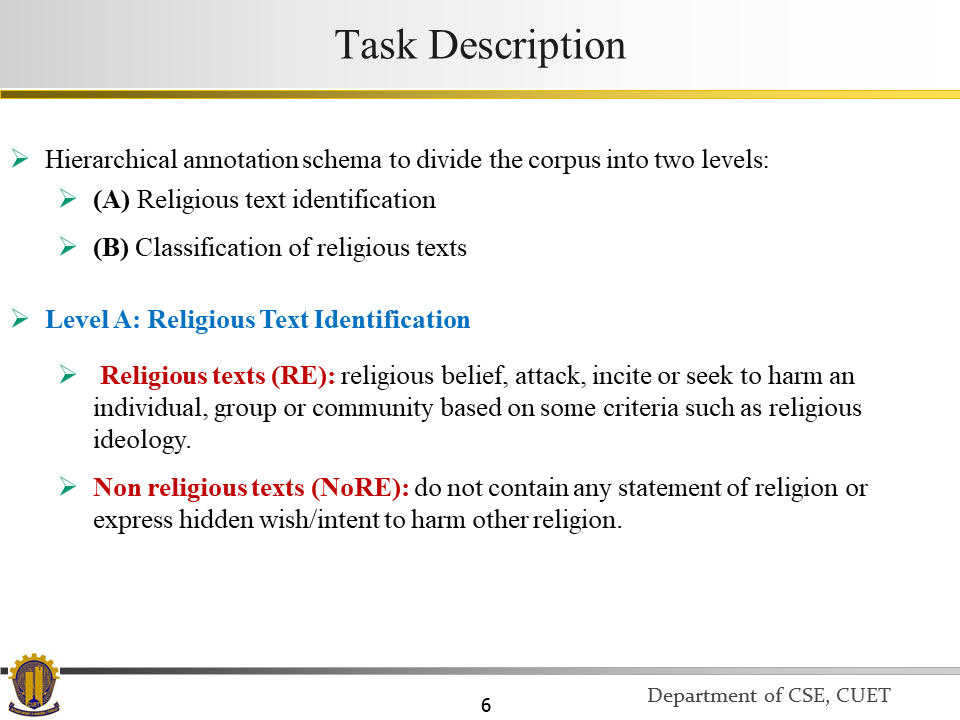 Task Description
Hierarchical annotation schema to divide the corpus into two levels:
(A) Religious text identification
(B) Classification of religious texts
Level A: Religious Text Identification
Religious texts (RE): religious belief, attack, incite or seek to harm an
individual, group or community based on some criteria such as religious
ideology.
Non religious texts (NoRE): do not contain any statement of religion or
express hidden wish/intent to harm other religion.
CUET
6
Department of CSE, CUET